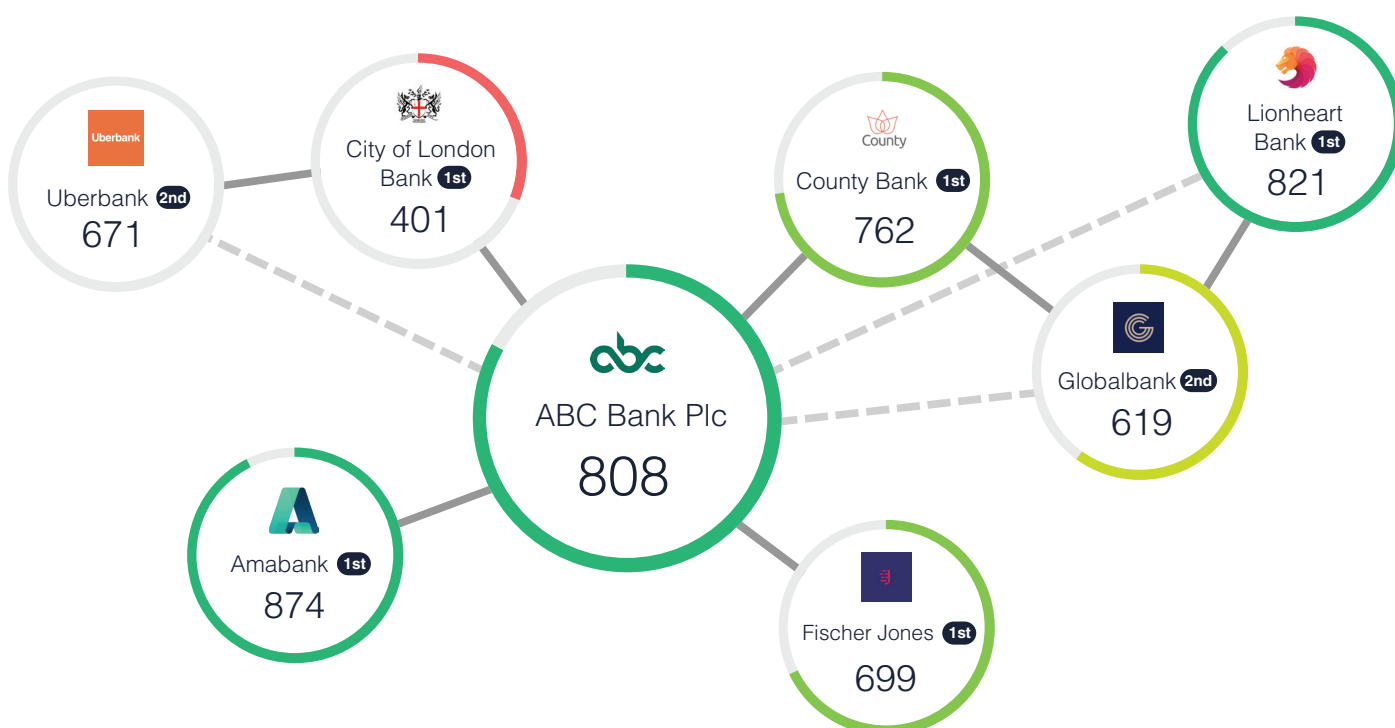 Uberbank
Uberbank 2nd
671
City of London
Bank 1st
401
County
County Bank 1st
762
Lionheart
Bank 1st
821
abc
ABC Bank Plc
808
Globalbank 2nd
619
Amabank 1st
874
Fischer Jones 1st
699